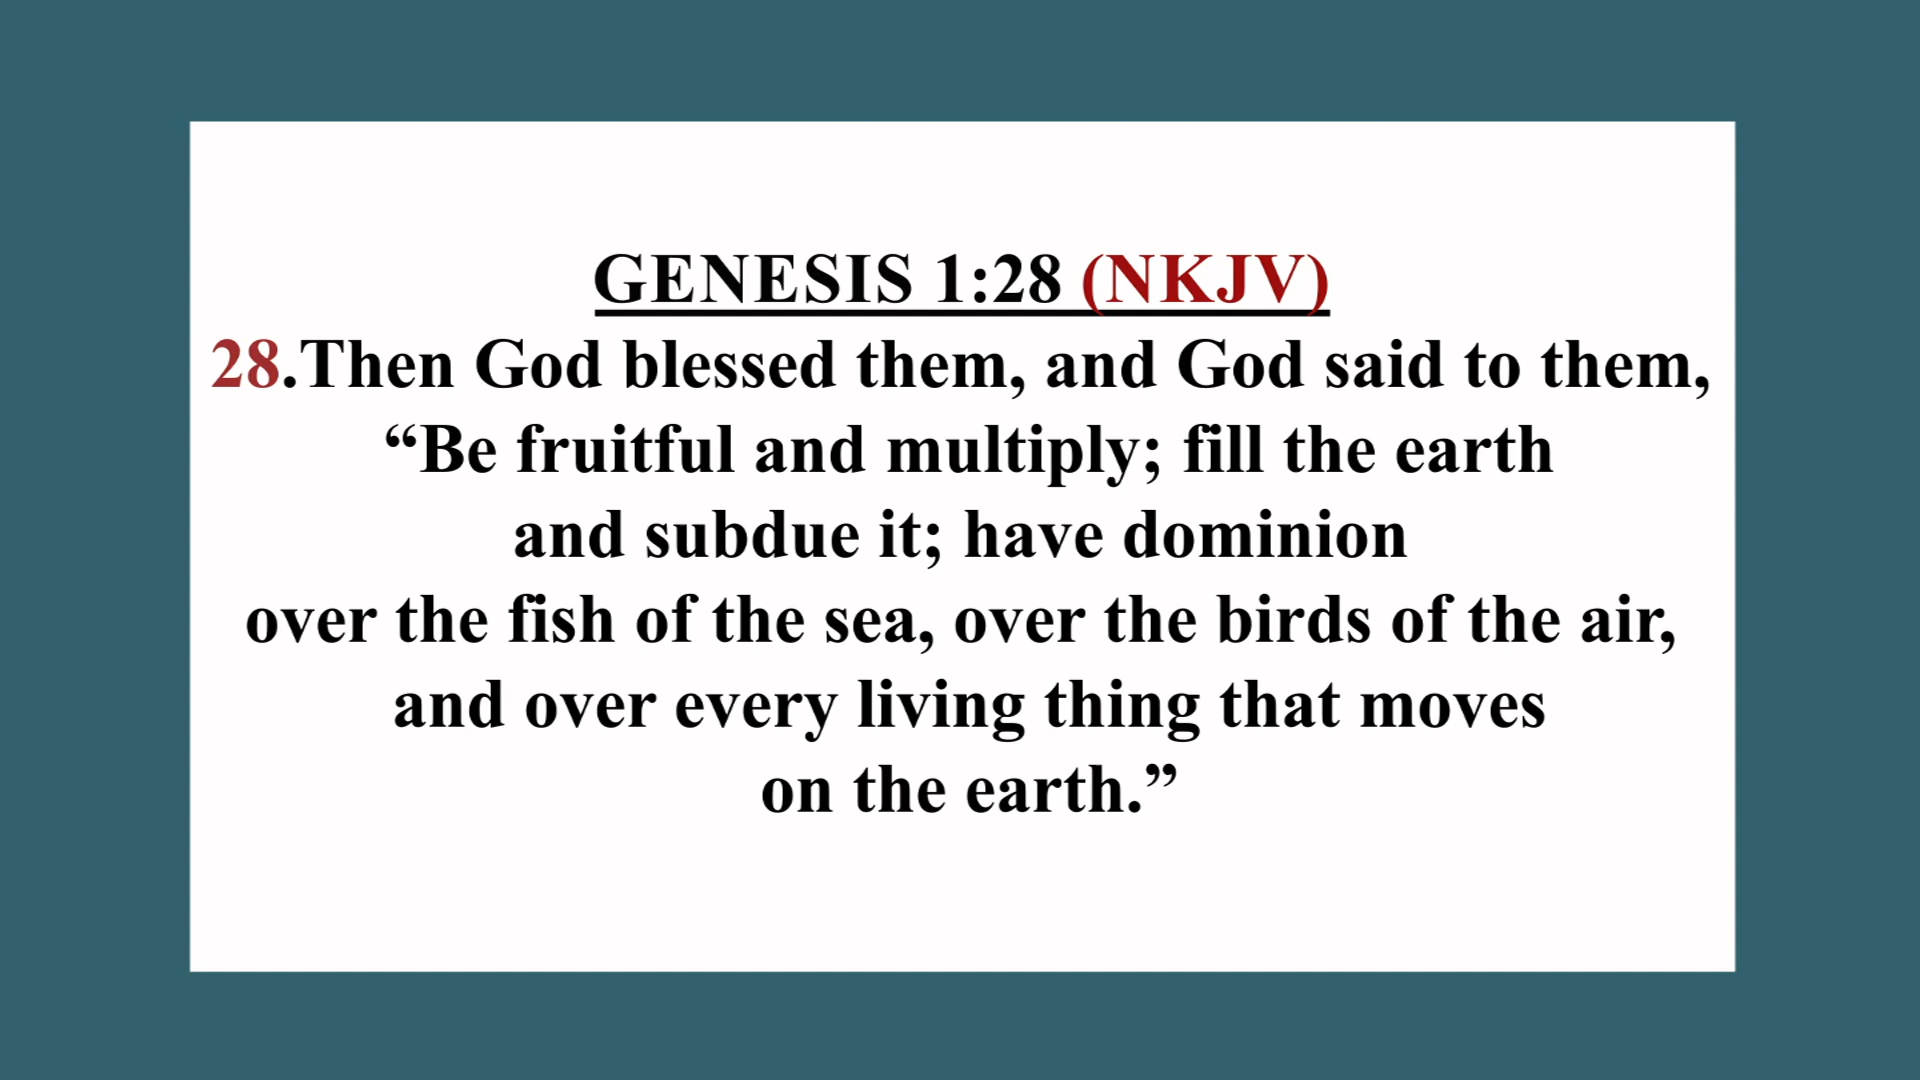 GENESIS 1:28 (NKJV)
28.Then God blessed them, and God said to them,
“Be fruitful and multiply; fill the earth
and subdue it; have dominion
over the fish of the sea, over the birds of the air,
and over every living thing that moves
on the earth.”